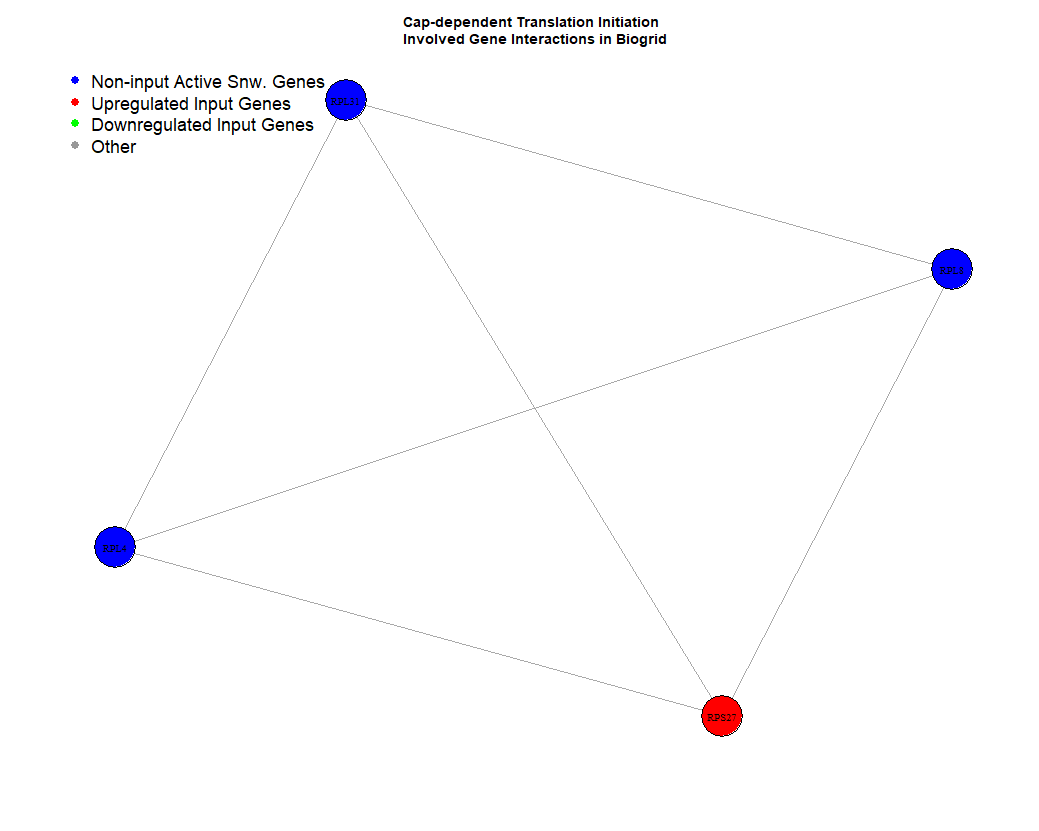 Cap-dependent Translation Initiation
Involved Gene Interactions in Biogrid
Non-input Active Snw. Genes
Upregulated Input Genes
Downregulated Input Genes
Other
RPL31
RPL8
RPL4
RPS27